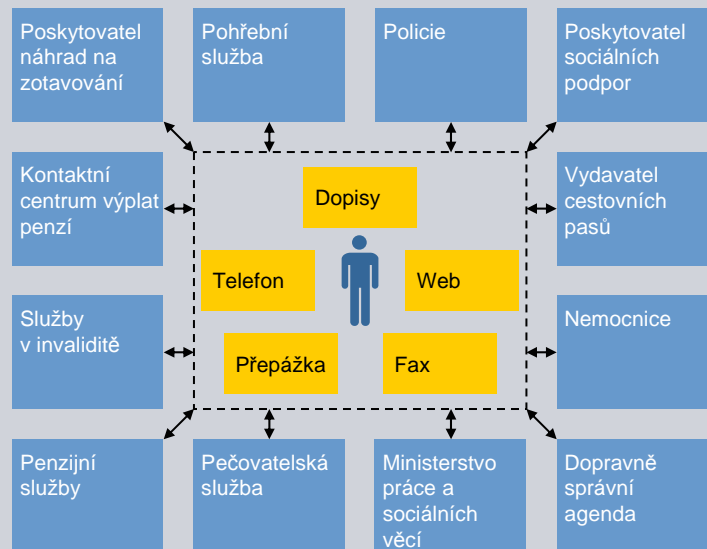 Poskytovatel
náhrad na
zotavování
Pohřební
služba
Policie
Poskytovatel
sociálních
podpor
Kontaktní
centrum výplat
penzí
Dopisy
Vydavatel
cestovních
pasů
Telefon
Web
Služby
v invaliditě
Přepážka
Fax
Nemocnice
Penzijní
služby
Pečovatelská
služba
Ministerstvo
práce a
sociálních
věcí
Dopravně
správní
agenda